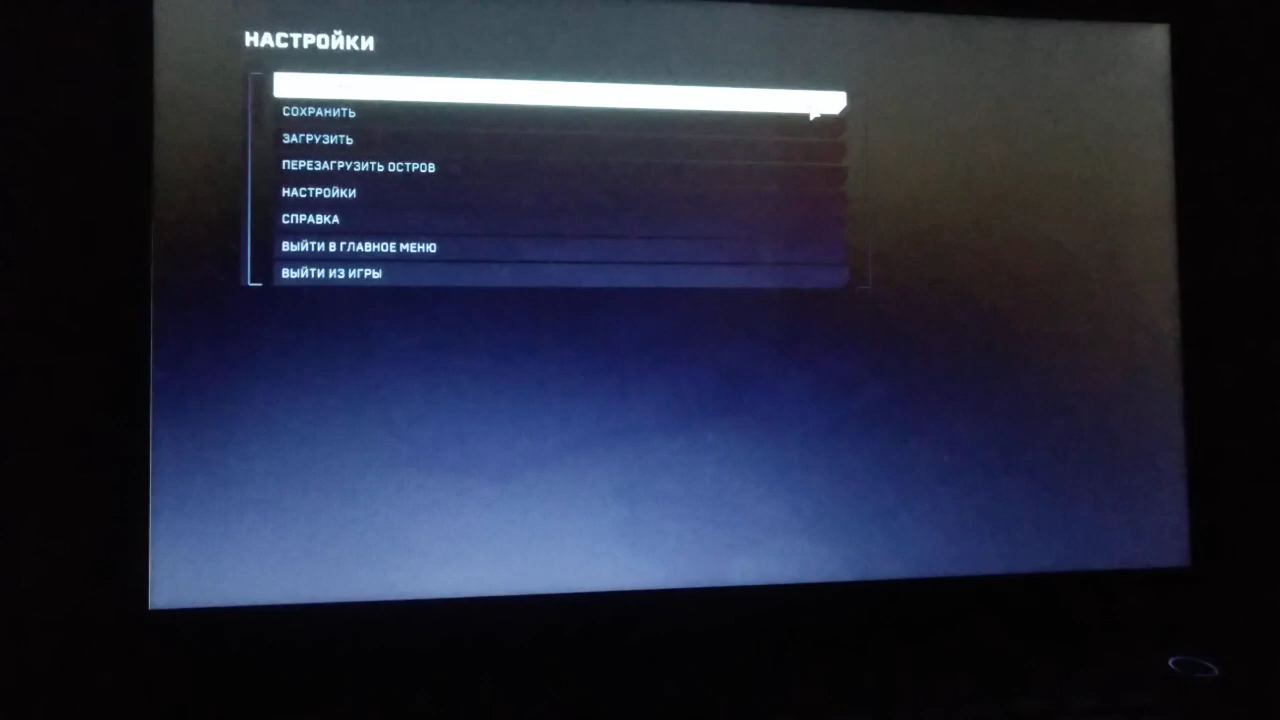 НАСТРОЙКИ
СОХРАНИТЬ
ЗАГРУЗИТЬ
ПЕРЕЗАГРУЗИТЬ ОСТРОВ
НАСТРОЙКИ
СПРАВКА
ВЫЙТИ В ГЛАВНОЕ МЕНЮ
ВЫЙТИ ИЗ ИГРЫ